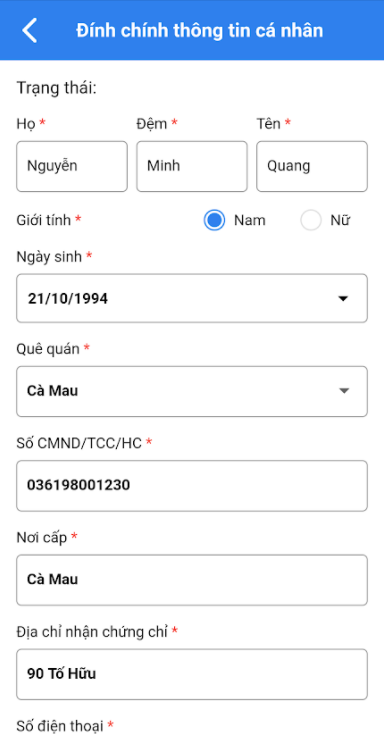 Đính chính thông tin cá nhân
Trạng thái:
Họ * Đệm * Tên *
Nguyễn Minh Quang
Giới tính * Nam Nữ
Ngày sinh *
21/10/1994
Quê quán *
Cà Mau
Số CMND/TCC/HC *
036198001230
Nơi cấp *
Cà Mau
Địa chỉ nhận chứng chỉ *
90 Tố Hữu
Số điện thoại *